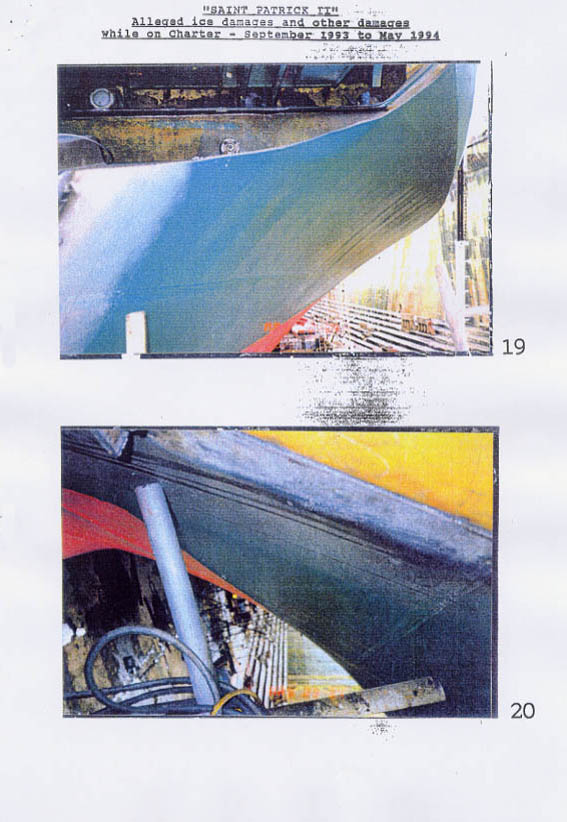 "SAINT PATRICK II"
Alleged ice damages and other damages
while on Charter - September 1993 to May 1994
19
20